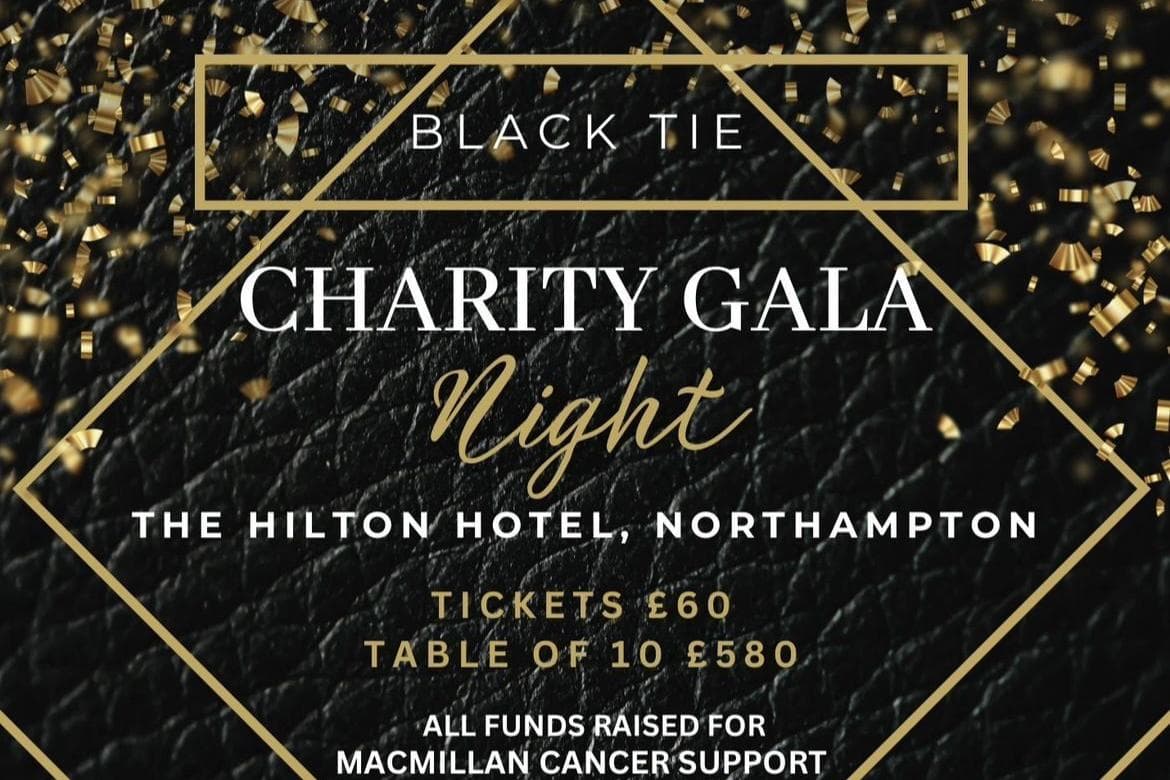 BLACK TIE
CHARITY GALA
Night
THE HILTON HOTEL, NORTHAMPTON
TICKETS £60
TABLE OF 10 £580
ALL FUNDS RAISED FOR
MACMILLAN CANCER SUPPORT